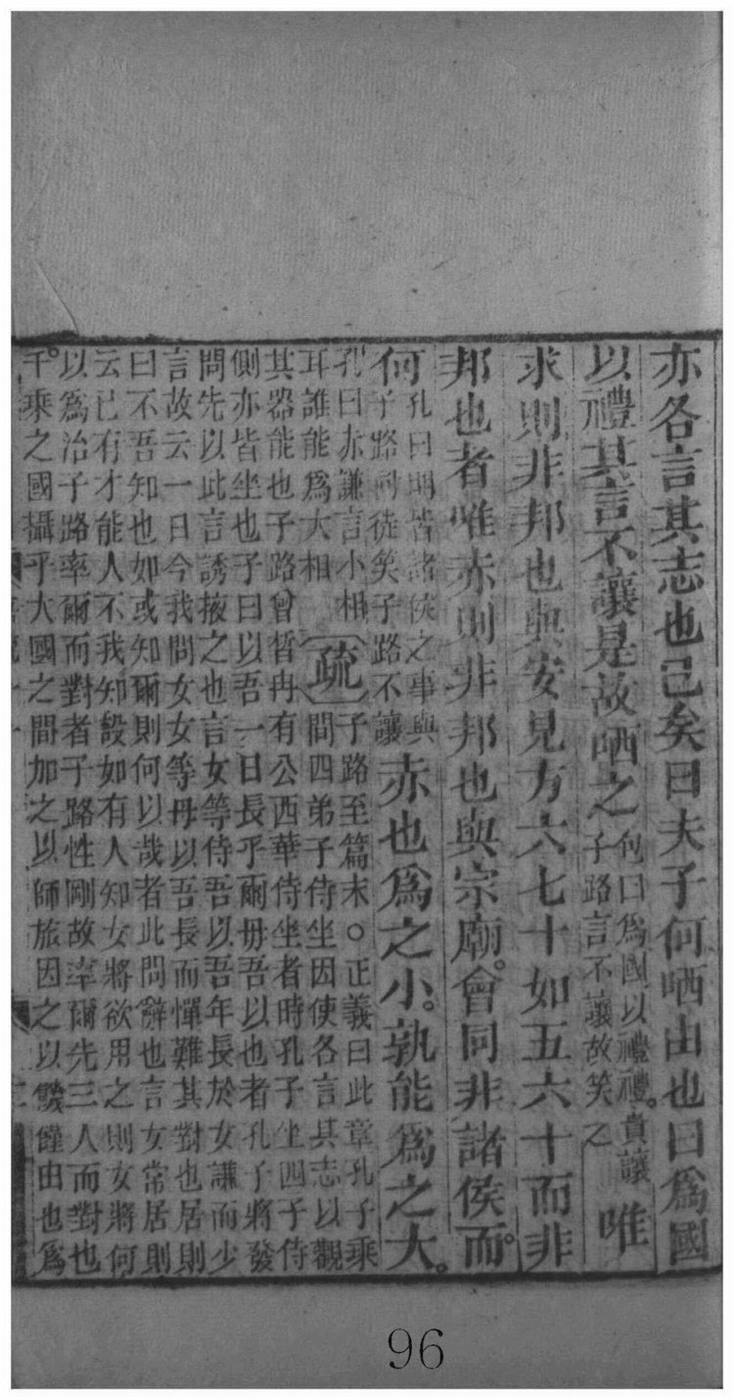 亦各言其志也已矣曰夫子何哂由也曰爲國
以禮其言不讓是故哂之包曰爲國以禮禮貴讓子路言不讓故笑之唯
求則非邦也與安見方六七十如五六十而非
邦也者唯赤則非邦也與宗廟會同非諸侯而
何孔曰明皆諸侯之事與子路同徒笑子路不讓赤也爲之小孰能爲之大
孔曰赤謙言小相耳誰能爲大相
疏子路至篇末○正義曰此章孔子乘
間四弟子侍坐因使各言其志以觀
其器能也子路曾晳冉有公西華侍坐者時孔子坐四子侍
側亦皆坐也子曰以吾一日長乎爾毋吾以也者孔子將發
問先以此言誘掖之也言女等侍吾以吾年長於女謙而少
言故云一日今我問女女等毋以吾長而憚難其對也居則
曰不吾知也如或知爾則何以哉者此問辭也言女常居則
云已有才能人不我知設如有人知女將欲用之則女將何
以爲治子路率爾而對者子路性剛故率爾先三人而對也
千乘之國攝乎大國之間加之以師旅因之以饑饉由也爲
96